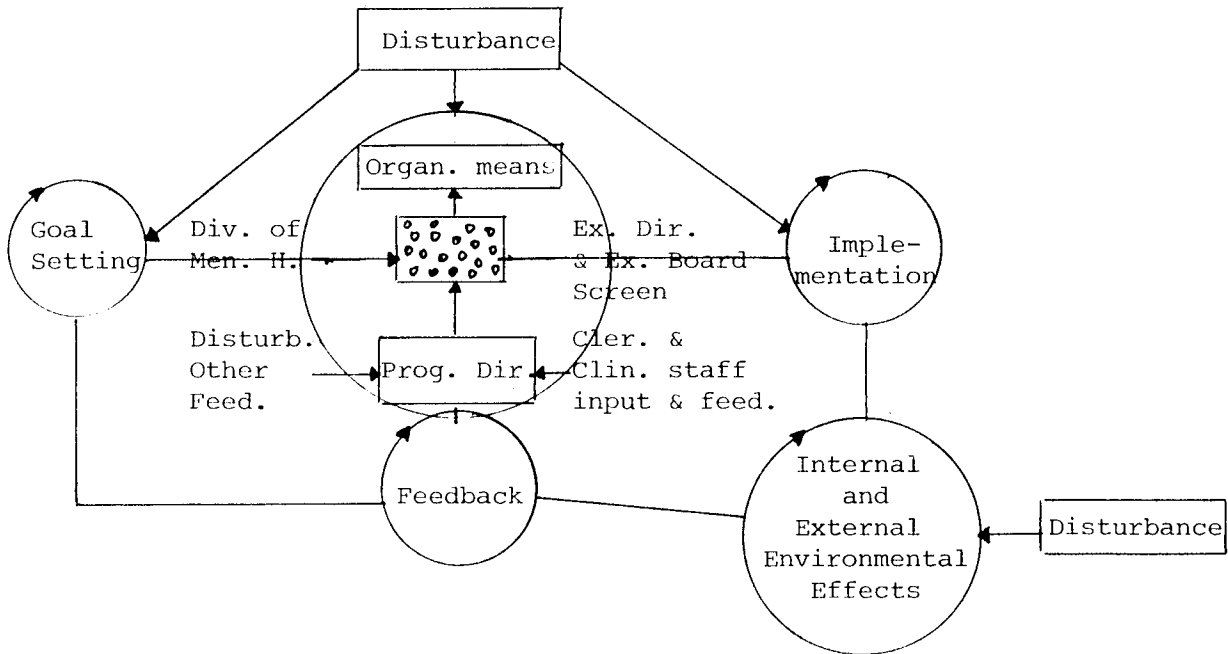 Disturbance
Organ. means
Goal
Setting
Div. of
Men. H.
Ex. Dir.
& Ex. Board
Screen
Imple-
mentation
Disturb.
Other
Feed.
Prog. Dir
Cler. &
Clin. staff
input & feed.
Feedback
Internal
and
External
Environmental
Effects
Disturbance